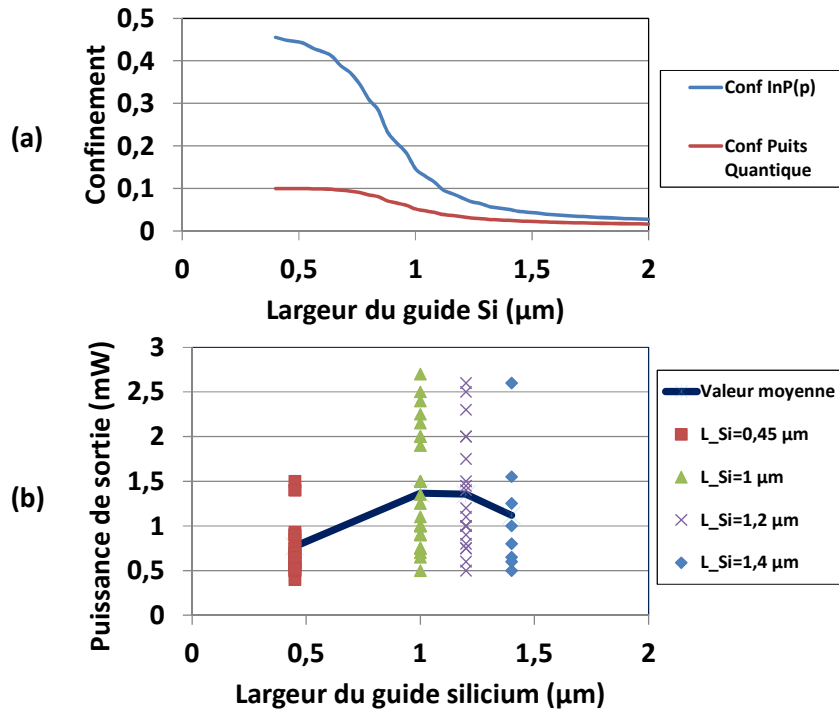 (a)
Confinement
0,5
0,4
0,3
0,2
0,1
0
0
0,5
1
1,5
2
Largeur du guide Si (µm)
Conf InP(p)
Conf Puits
Quantique
(b)
Puissance de sortie (mW)
3
2,5
2
1,5
1
0,5
0
0
0,5
1
1,5
2
Largeur du guide silicium (µm)
Valeur moyenne
L_Si=0,45 µm
L_Si=1 µm
L_Si=1,2 µm
L_Si=1,4 µm